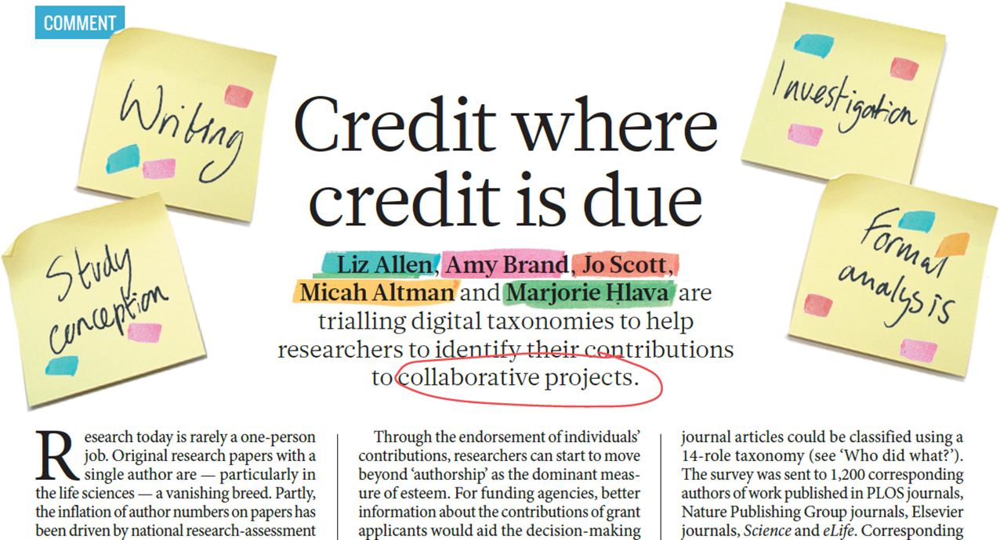 COMMENT
Writing
Study
conception
Investigation
Formal
analysis
Credit where
credit is due
Liz Allen, Amy Brand, Jo Scott,
Micah Altman and Marjorie Hlava are
trialling digital taxonomies to help
researchers to identify their contributions
to collaborative projects.
Research today is rarely a one-person
job. Original research papers with a
single author are — particularly in
the life sciences — a vanishing breed. Partly,
the inflation of author numbers on papers has
been driven by national research-assessment
Through the endorsement of individuals’
contributions, researchers can start to move
beyond ‘authorship’ as the dominant meas-
ure of esteem. For funding agencies, better
information about the contributions of grant
applicants would aid the decision-making
journal articles could be classified using a
14-role taxonomy (see ‘Who did what?’).
The survey was sent to 1,200 corresponding
authors of work published in PLOS journals,
Nature Publishing Group journals, Elsevier
journals, Science and eLife. Corresponding